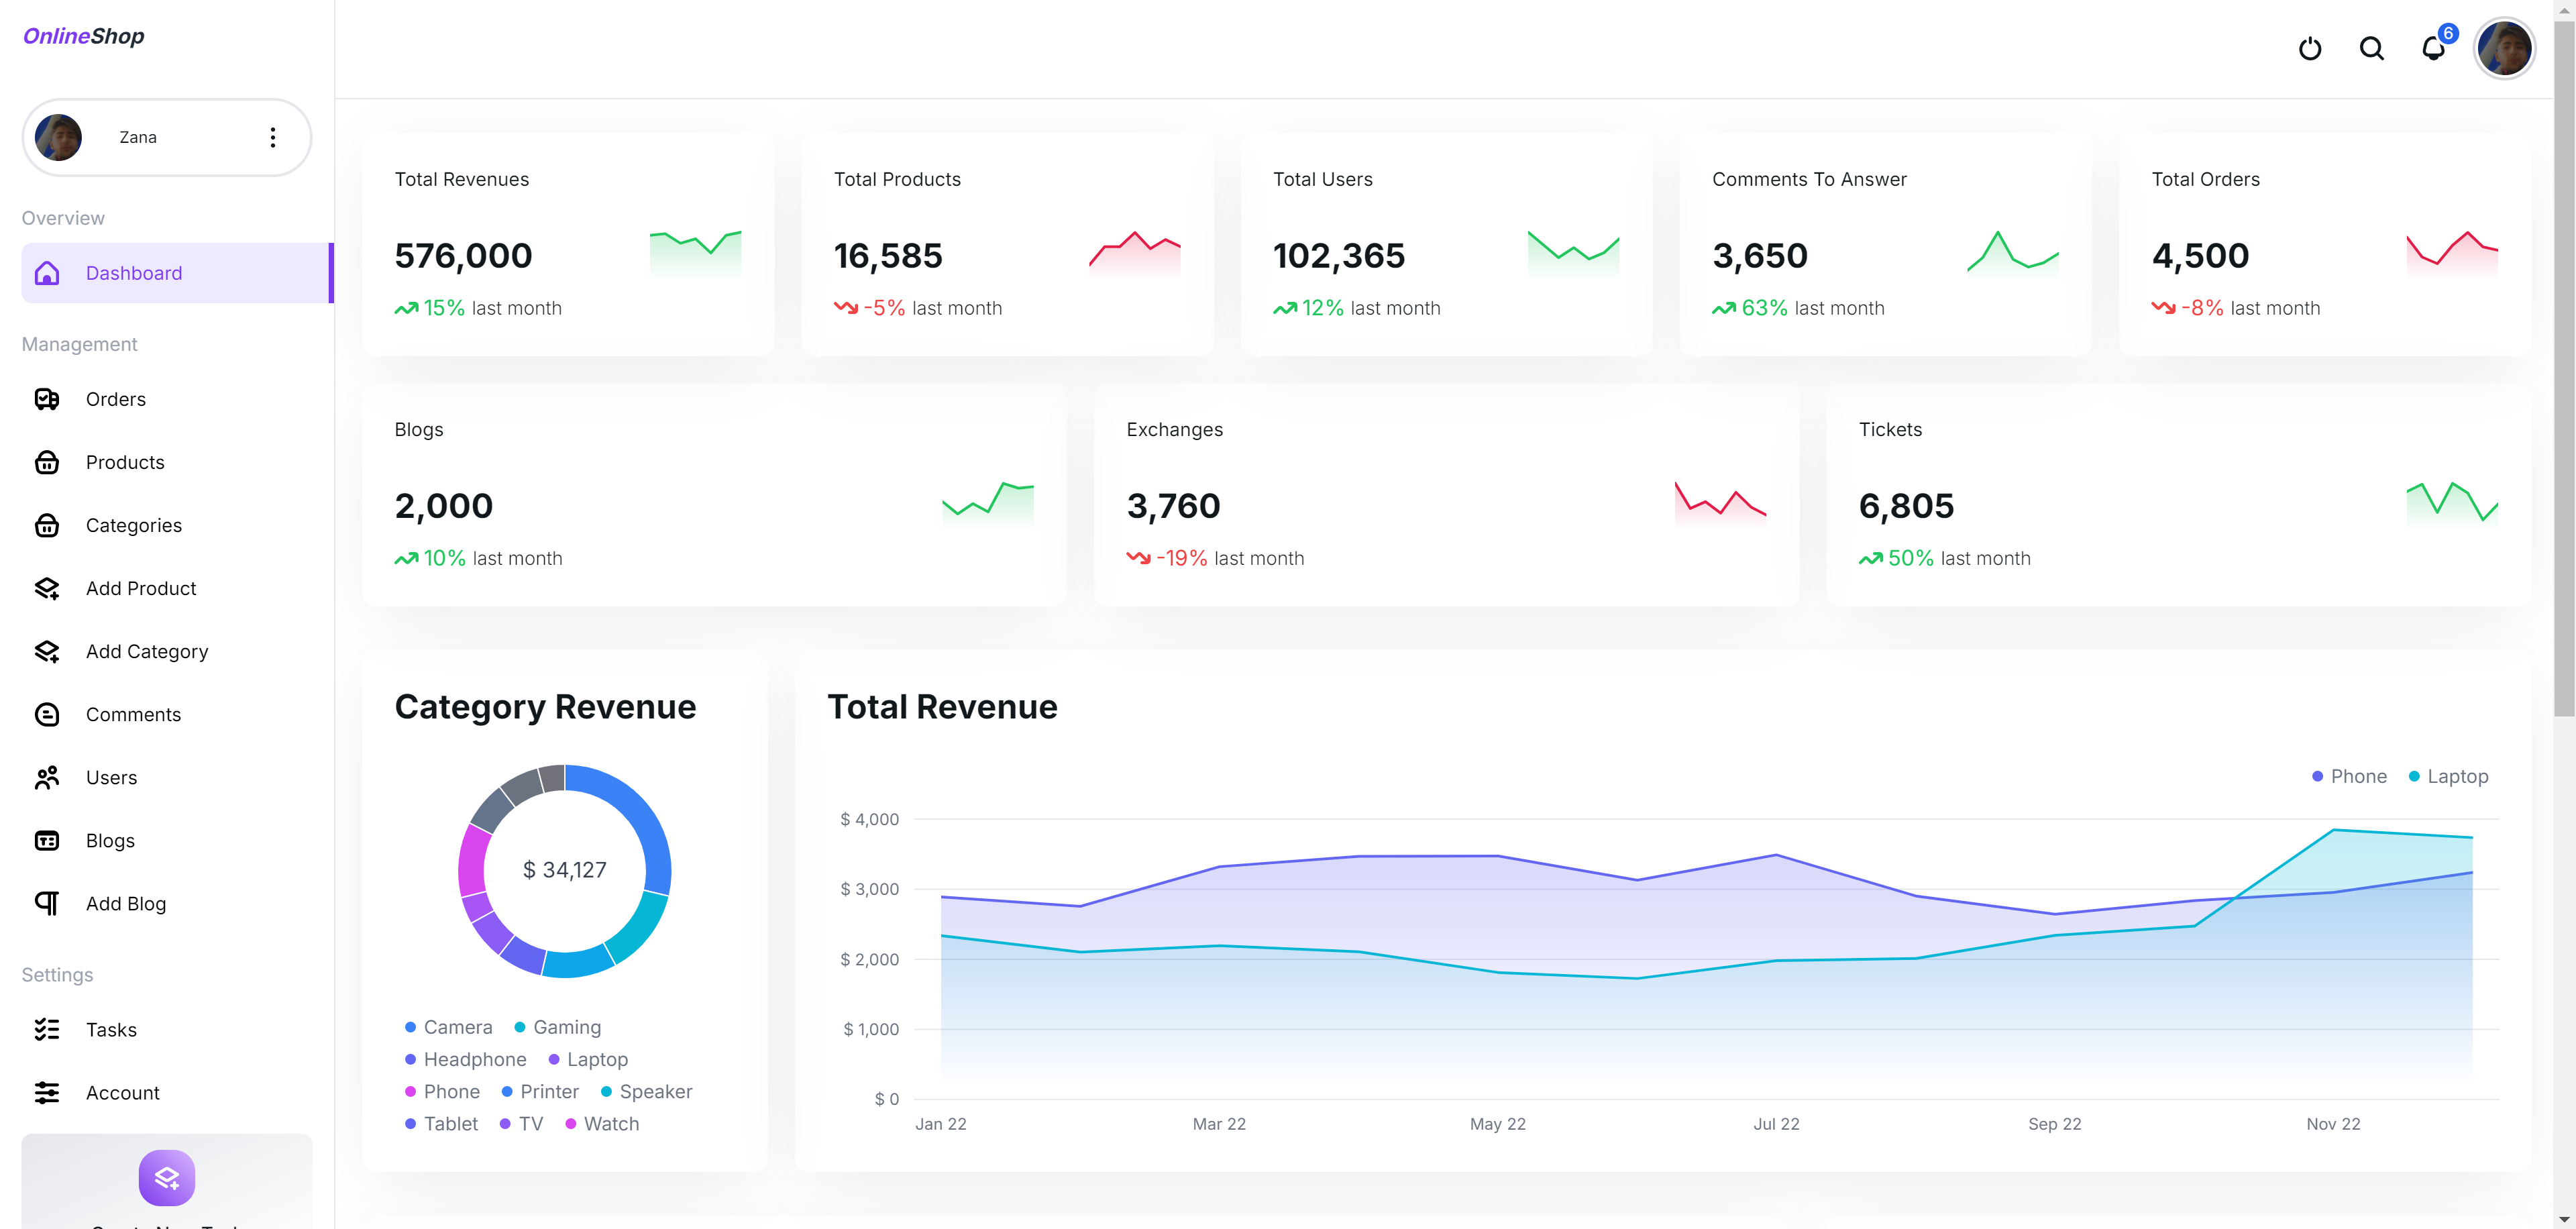 OnlineShop
6
Zana
Overview
Dashboard
Management
Orders
Products
Categories
Add Product
Add Category
Comments
Users
Blogs
Add Blog
Settings
Tasks
Account
Total Revenues
576,000
15% last month
Total Products
16,585
-5% last month
Total Users
102,365
12% last month
Comments To Answer
3,650
63% last month
Total Orders
4,500
-8% last month
Blogs
2,000
10% last month
Exchanges
3,760
-19% last month
Tickets
6,805
50% last month
Category Revenue
$ 34,127
Camera Gaming
Headphone Laptop
Phone Printer Speaker
Tablet TV Watch
Total Revenue
Phone Laptop
$ 4,000
$ 3,000
$ 2,000
$ 1,000
$ 0
Jan 22 Mar 22 May 22 Jul 22 Sep 22 Nov 22